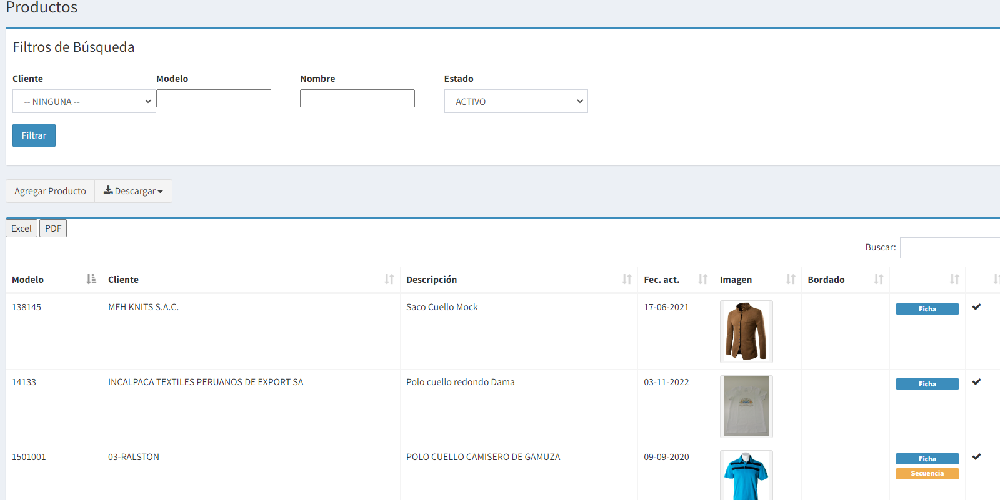 Productos
Filtros de Búsqueda
Cliente Modelo Nombre Estado
-- NINGUNA -- ACTIVO
Filtrar
Agregar Producto Descargar
Excel PDF
Buscar:
Modelo Cliente Descripción Fec. act. Imagen Bordado
138145 MFH KNITS S.A.C. Saco Cuello Mock 17-06-2021 Ficha
14133 INCALPACA TEXTILES PERUANOS DE EXPORT SA Polo cuello redondo Dama 03-11-2022 Ficha
1501001 03-RALSTON POLO CUELLO CAMISERO DE GAMUZA 09-09-2020 Ficha
Secuencia